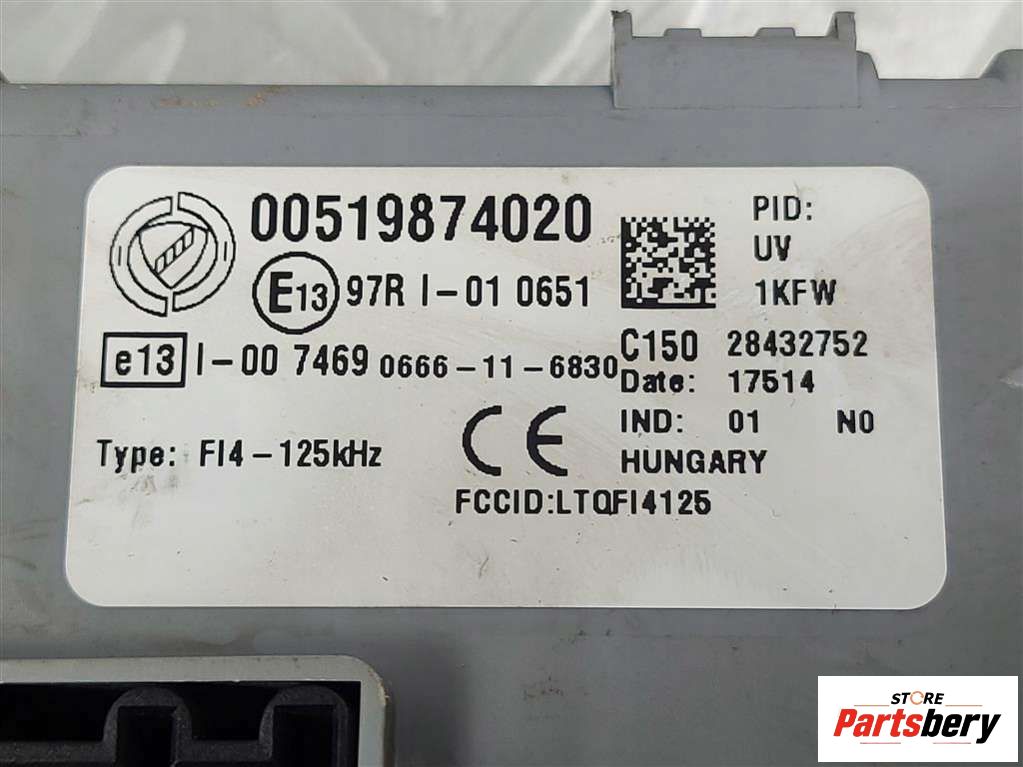 00519874020
E13 97R I-01 0651
e13 I-00 7469 0666-11-6830
Type: FI4-125kHz
FCCID:LTQFI4125
PID:
UV
1KFW
C150 28432752
Date: 17514
IND: 01 NO
HUNGARY
CE
STORE
Partsbery